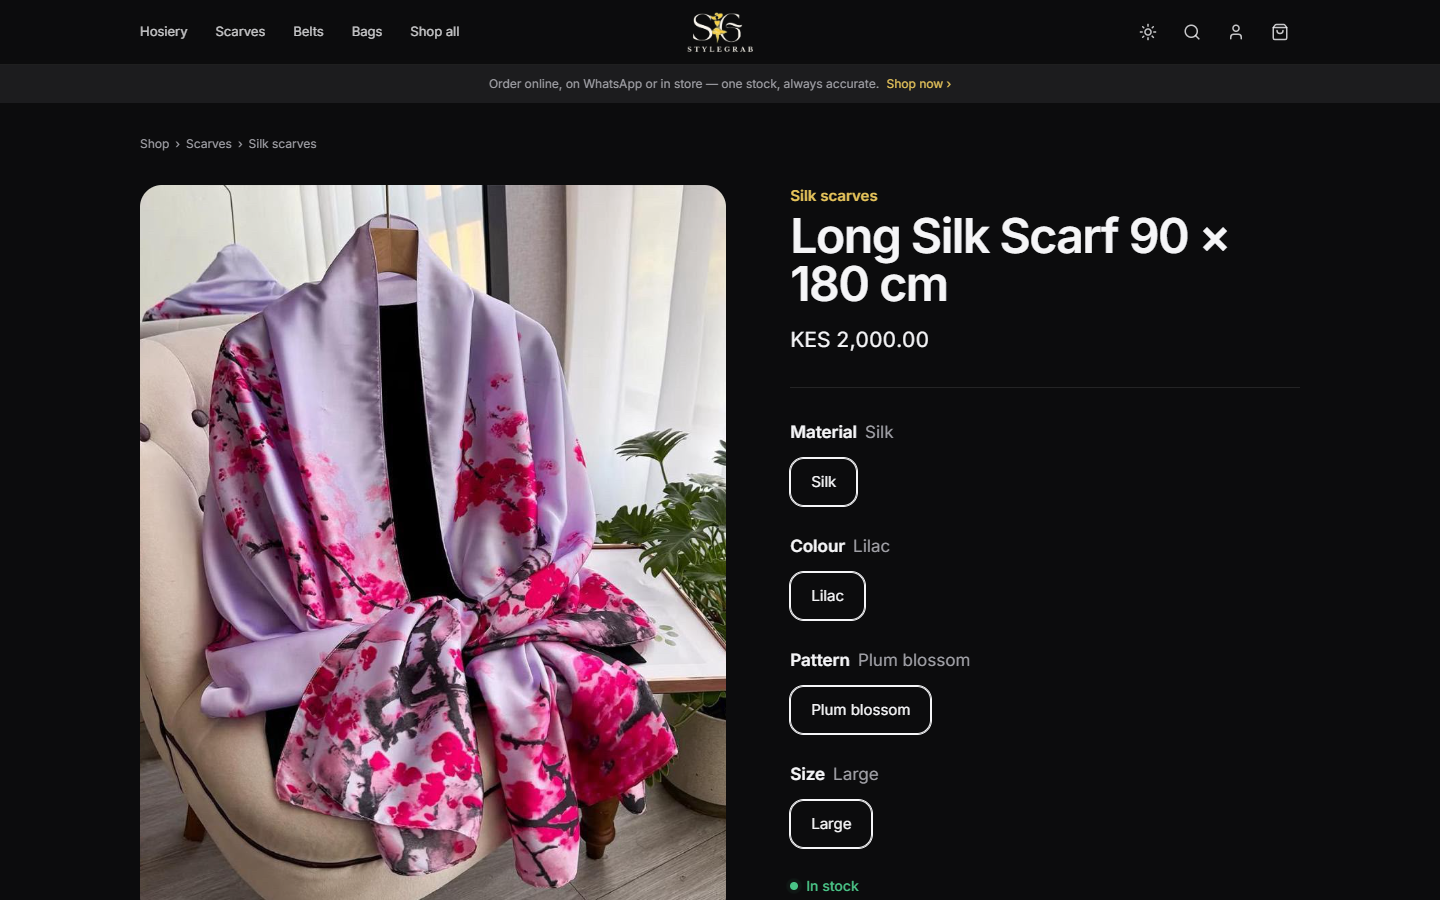 Hosiery
Scarves
Belts
Bags
Shop all
SG
STYLEGRAB
Order online, on WhatsApp or in store — one stock, always accurate. Shop now ›
Shop › Scarves › Silk scarves
Silk scarves
Long Silk Scarf 90 ×
180 cm
KES 2,000.00
Material Silk
Silk
Colour Lilac
Lilac
Pattern Plum blossom
Plum blossom
Size Large
Large
In stock